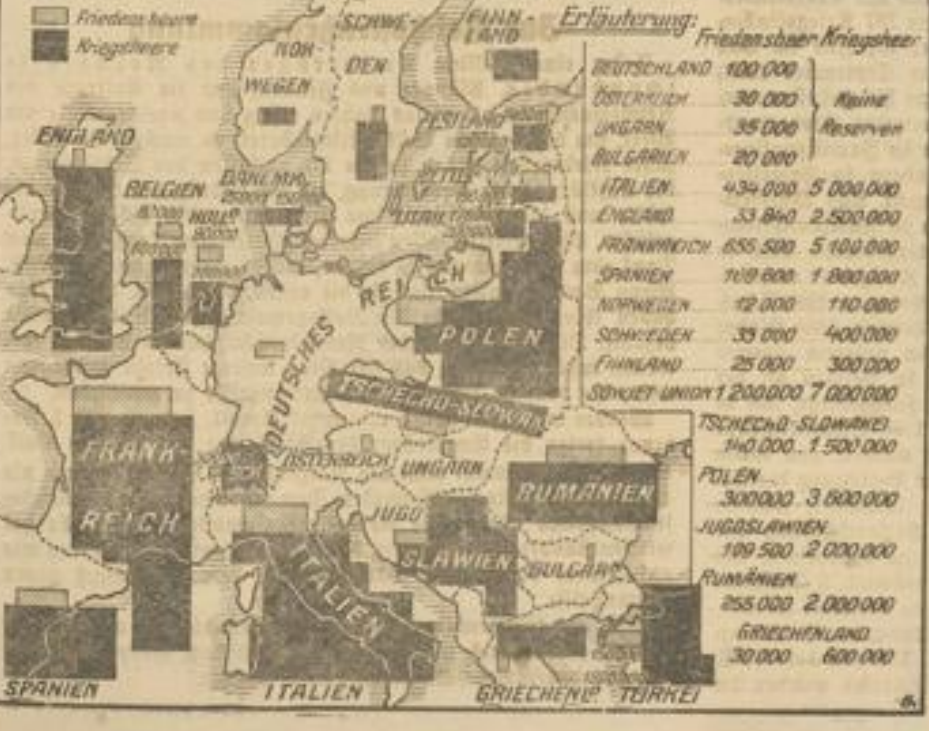 Friedensheere
Kriegsheere
NOR-
WEGEN
SCHWE-
DEN
FINN-
LAND
ENGLAND
BELGIEN
DÄNEMK.
HOLLD
ESTLAND
DEUTSCHES
REICH
POLEN
TSCHECHO-SLOWAK.
FRANK-
REICH
ÖSTERREICH
UNGARN
RUMÄNIEN
JUGO
SLAWIEN
BULGAR
ITALIEN
SPANIEN
ITALIEN
GRIECHENLD TÜRKEI
Erläuterung:
Friedensheer Kriegsheer
DEUTSCHLAND 100 000
ÖSTERREICH 30 000 Keine
UNGARN 35 000 Reserven
BULGARIEN 20 000
ITALIEN 434 000 5 000 000
ENGLAND 33 840 2.500 000
FRANKREICH 655 500 5 100 000
SPANIEN 109 600 1 800 000
NORWEGEN 12 000 110 000
SCHWEDEN 39 000 400 000
FINNLAND 25 000 300 000
SOWJET UNION 1 200 000 7 000 000
TSCHECHO-SLOWAKEI
140 000 1 500 000
POLEN
300 000 3 600 000
JUGOSLAWIEN
109 500 2 000 000
RUMÄNIEN
255 000 2 000 000
GRIECHENLAND
30 000 600 000